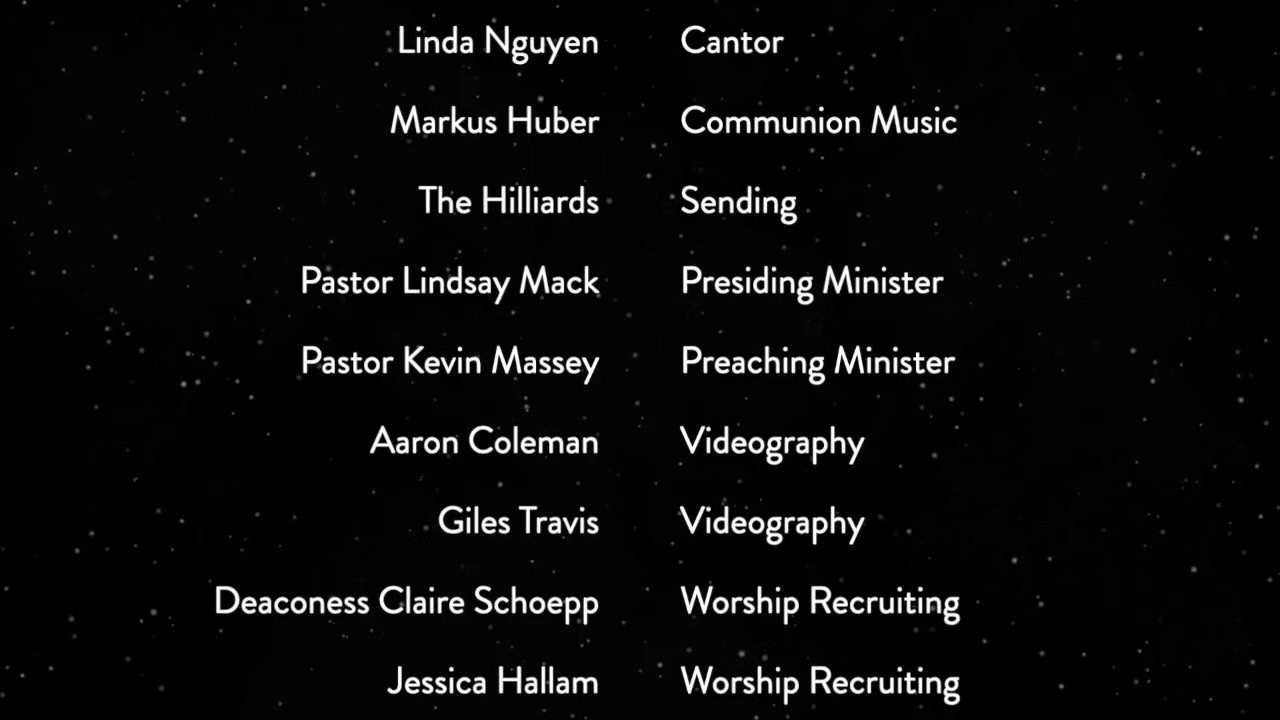 Linda Nguyen Cantor
Markus Huber Communion Music
The Hilliards Sending
Pastor Lindsay Mack Presiding Minister
Pastor Kevin Massey Preaching Minister
Aaron Coleman Videography
Giles Travis Videography
Deaconess Claire Schoepp Worship Recruiting
Jessica Hallam Worship Recruiting